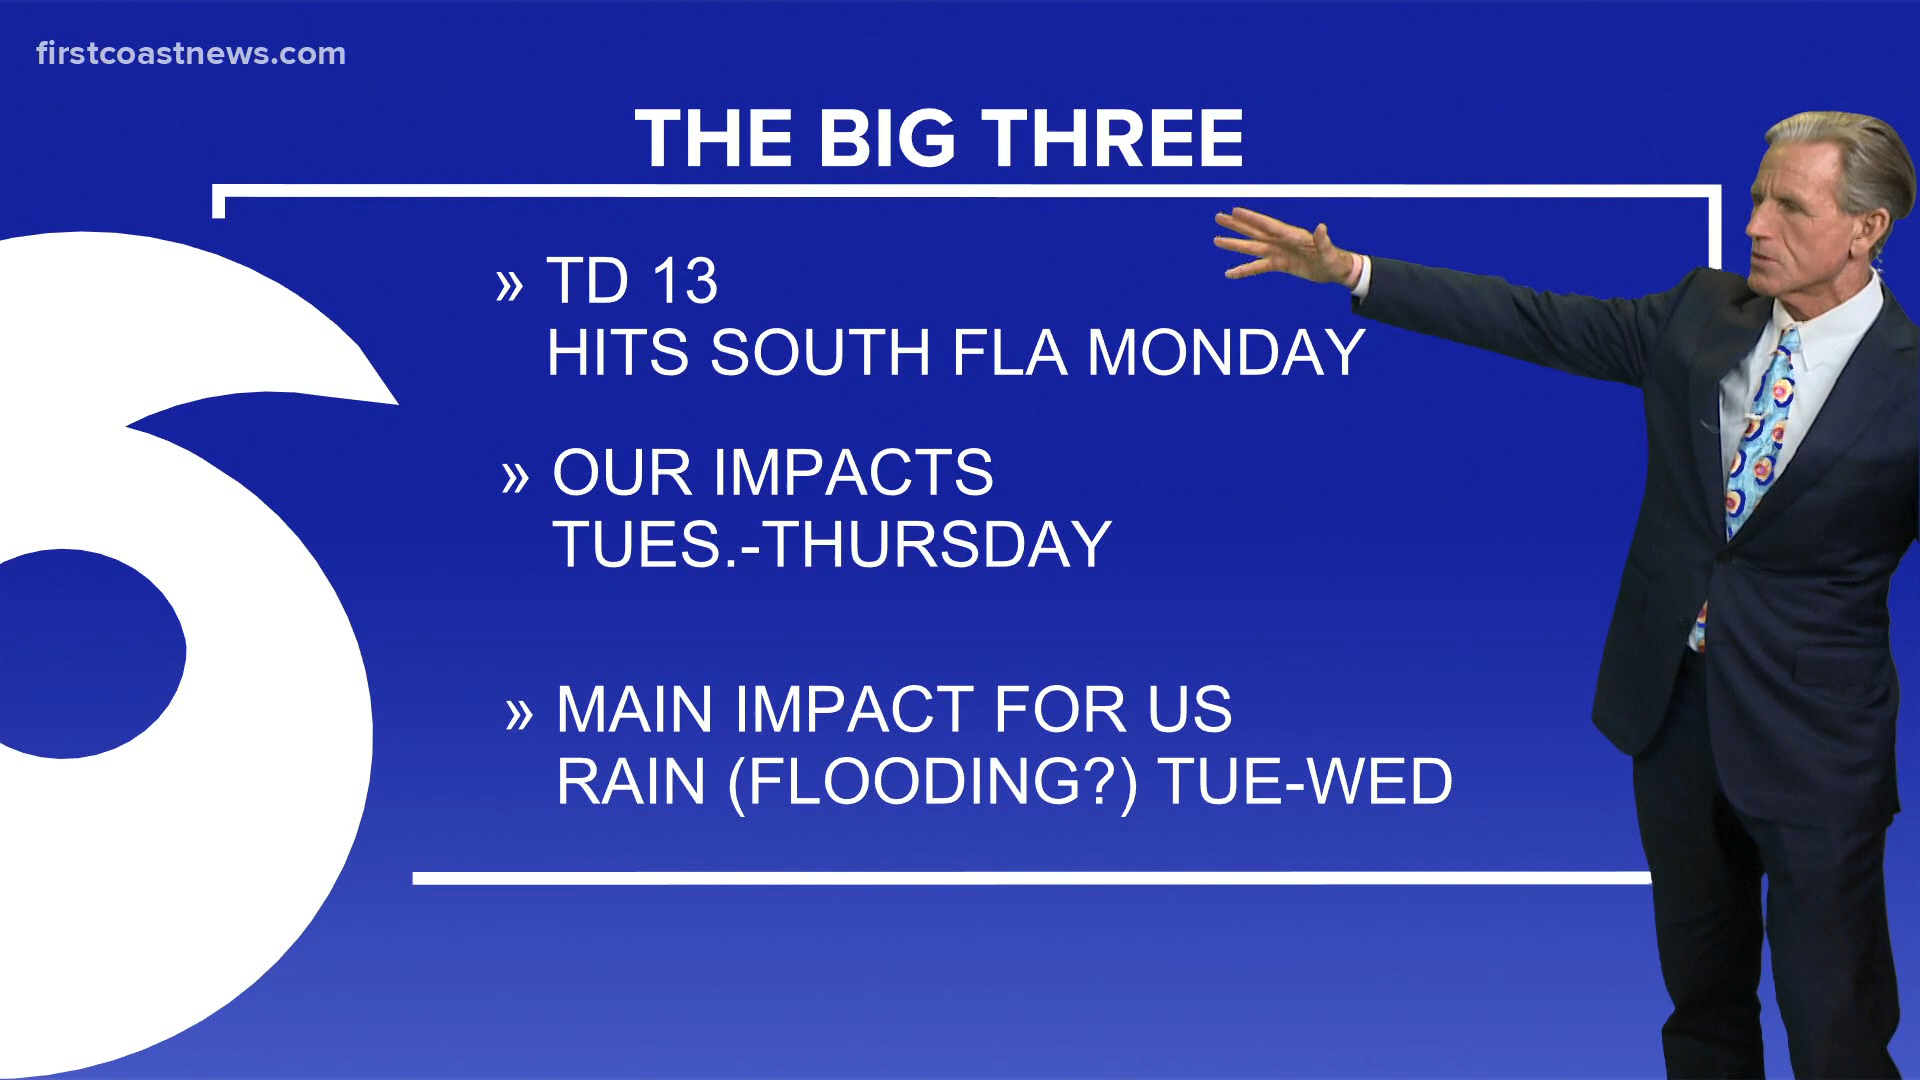 firstcoastnews.com
THE BIG THREE
» TD 13
HITS SOUTH FLA MONDAY
» OUR IMPACTS
TUES.-THURSDAY
» MAIN IMPACT FOR US
RAIN (FLOODING?) TUE-WED